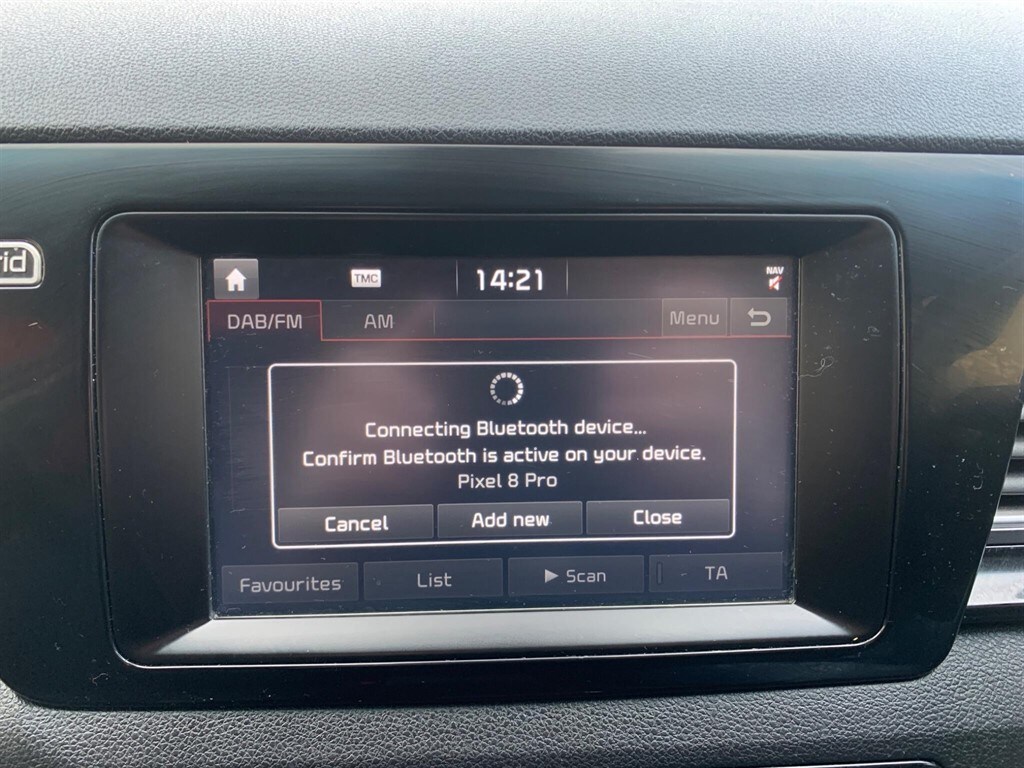 rid
TMC
14:21
NAV
DAB/FM
AM
Menu
Connecting Bluetooth device...
Confirm Bluetooth is active on your device.
Pixel 8 Pro
Cancel
Add new
Close
Favourites
List
Scan
TA